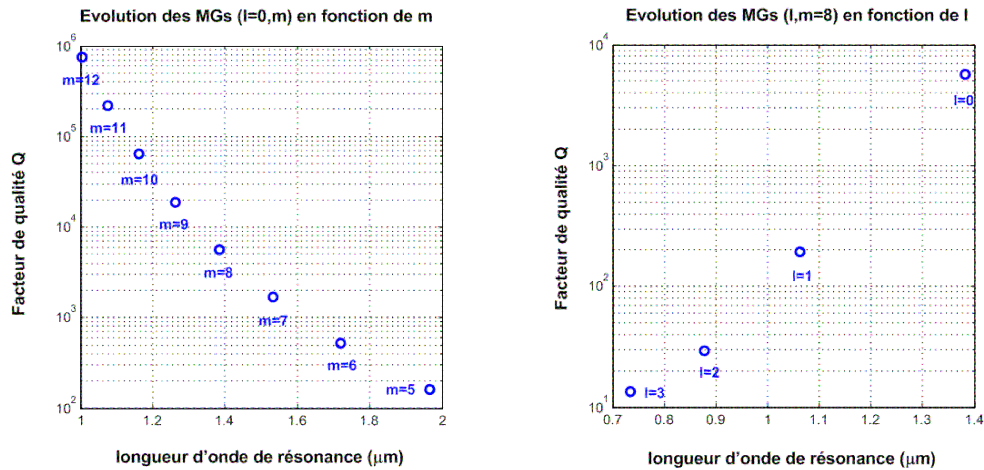 Evolution des MGs (l=0,m) en fonction de m
Facteur de qualité Q
10^6
10^5
10^4
10^3
10^2
m=12
m=11
m=10
m=9
m=8
m=7
m=6
m=5
1 1.2 1.4 1.6 1.8 2
longueur d'onde de résonance (µm)
Evolution des MGs (l,m=8) en fonction de l
Facteur de qualité Q
10^4
10^3
10^2
10^1
l=0
l=1
l=2
l=3
0.7 0.8 0.9 1 1.1 1.2 1.3 1.4
longueur d'onde de résonance (µm)